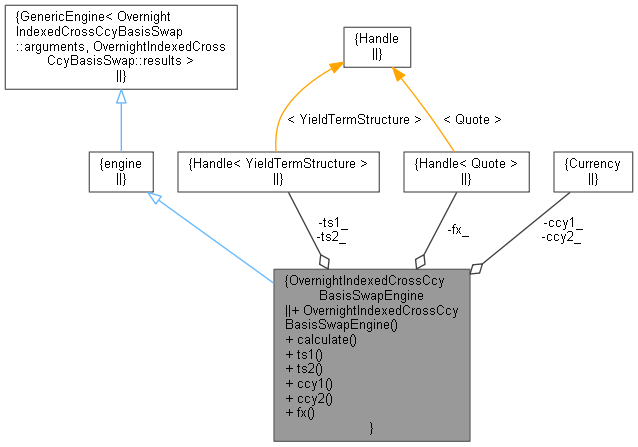 {GenericEngine< Overnight
IndexedCrossCcyBasisSwap
::arguments, OvernightIndexedCross
CcyBasisSwap::results >
||}
{Handle
||}
< YieldTermStructure >
< Quote >
{engine
||}
{Handle< YieldTermStructure >
||}
{Handle< Quote >
||}
{Currency
||}
-ts1_
-ts2_
-fx_
-ccy1_
-ccy2_
{OvernightIndexedCrossCcy
BasisSwapEngine
||+ OvernightIndexedCrossCcy
BasisSwapEngine()
+ calculate()
+ ts1()
+ ts2()
+ ccy1()
+ ccy2()
+ fx()
}